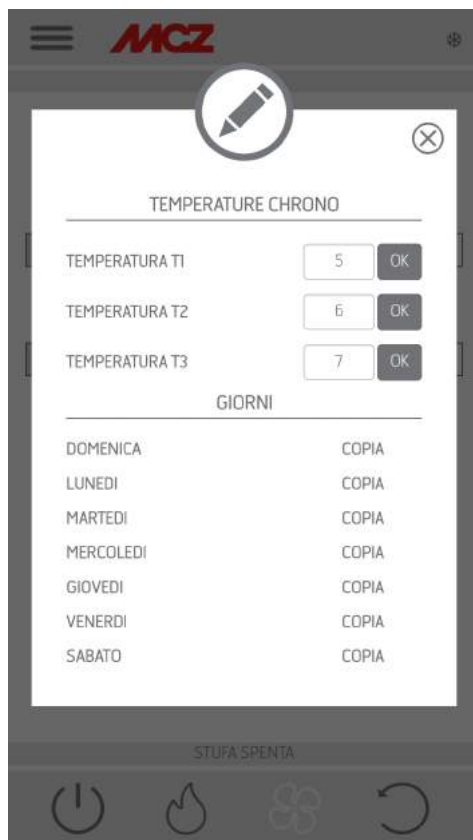 MCZ
TEMPERATURE CHRONO
TEMPERATURA T1 5 OK
TEMPERATURA T2 6 OK
TEMPERATURA T3 7 OK
GIORNI
DOMENICA COPIA
LUNEDI COPIA
MARTEDI COPIA
MERCOLEDI COPIA
GIOVEDI COPIA
VENERDI COPIA
SABATO COPIA
STUFA SPENTA